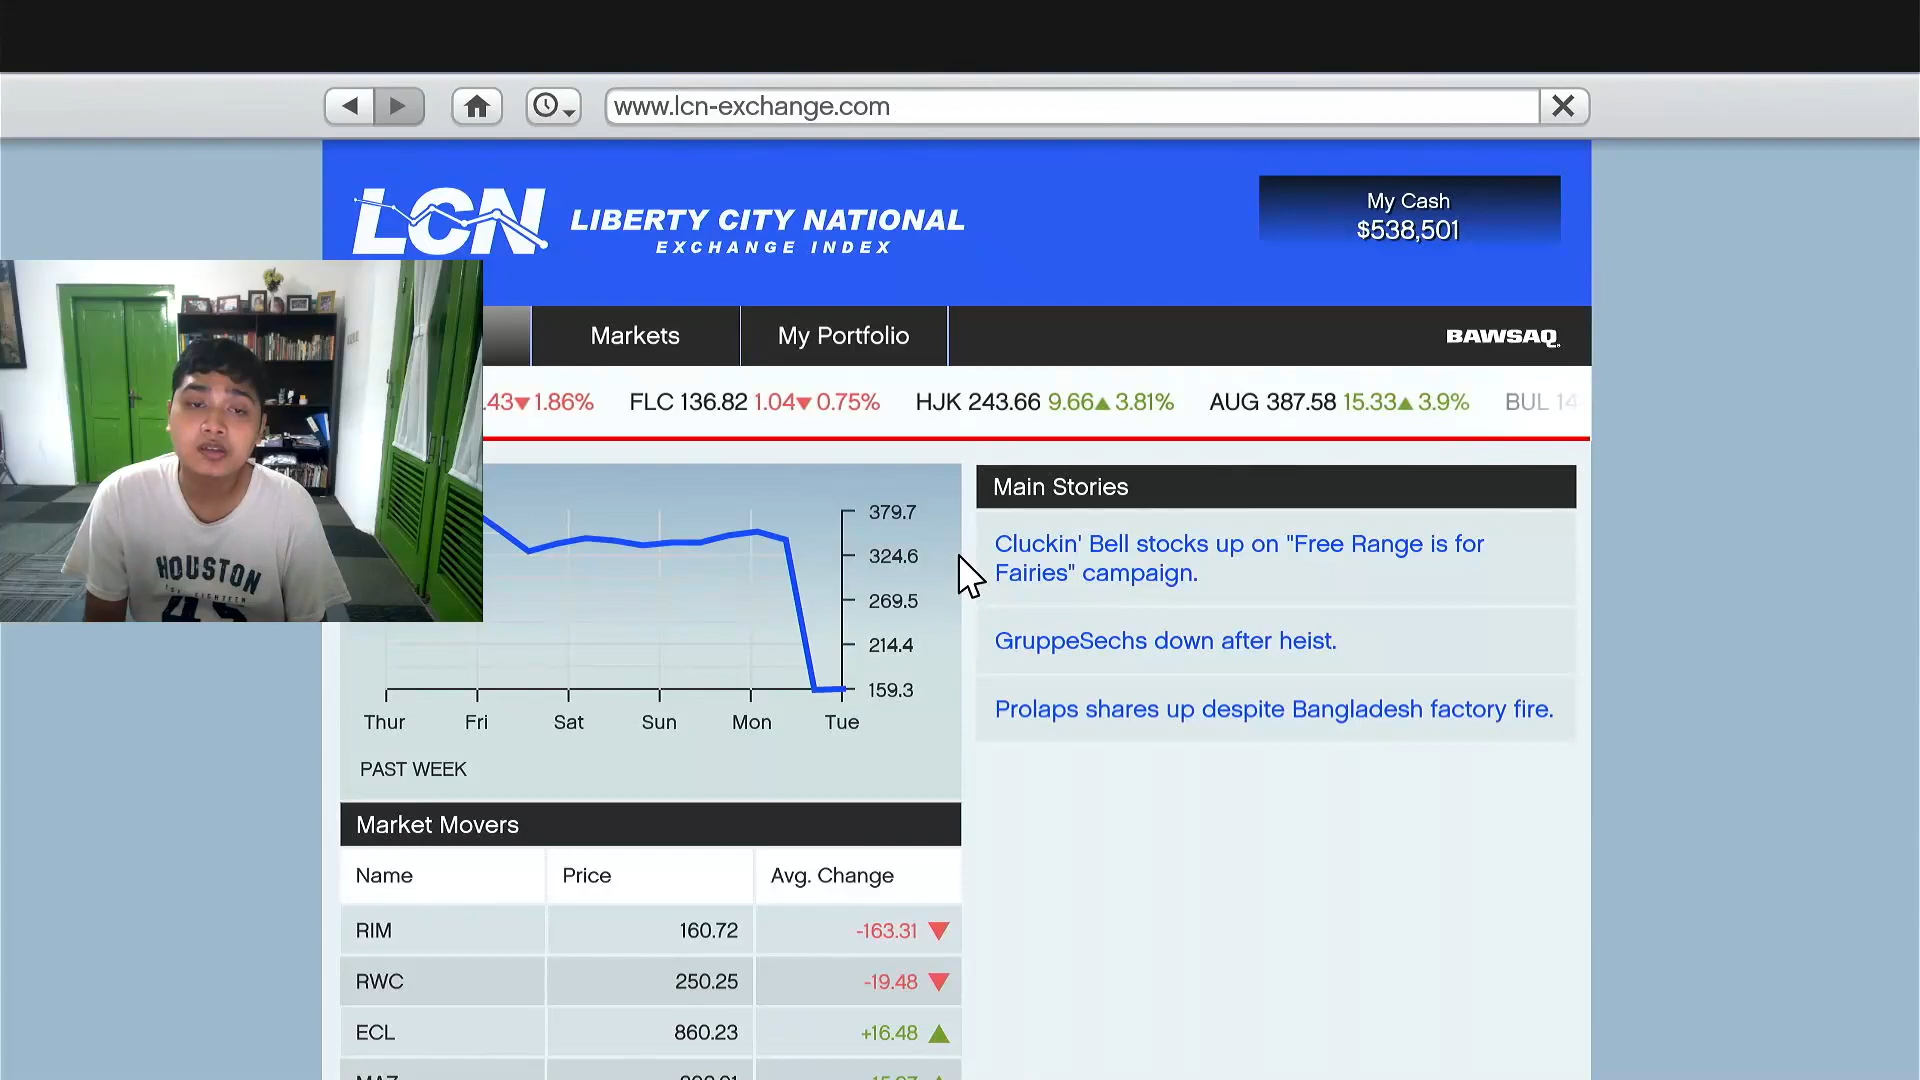 www.lcn-exchange.com
LCN
LIBERTY CITY NATIONAL
EXCHANGE INDEX
My Cash
$538,501
Markets
My Portfolio
BAWSAQ
.43▼1.86% FLC 136.82 1.04▼0.75% HJK 243.66 9.66▲3.81% AUG 387.58 15.33▲3.9% BUL
HOUSTON
379.7
324.6
269.5
214.4
159.3
Thur Fri Sat Sun Mon Tue
PAST WEEK
Main Stories
Cluckin' Bell stocks up on "Free Range is for
Fairies" campaign.
GruppeSechs down after heist.
Prolaps shares up despite Bangladesh factory fire.
Market Movers
Name Price Avg. Change
RIM 160.72 -163.31 ▼
RWC 250.25 -19.48 ▼
ECL 860.23 +16.48 ▲